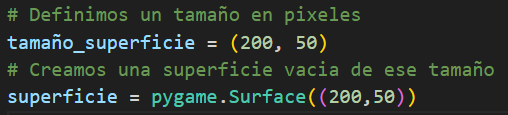 # Definimos un tamaño en pixeles
tamaño_superficie = (200, 50)
# Creamos una superficie vacia de ese tamaño
superficie = pygame.Surface((200,50))